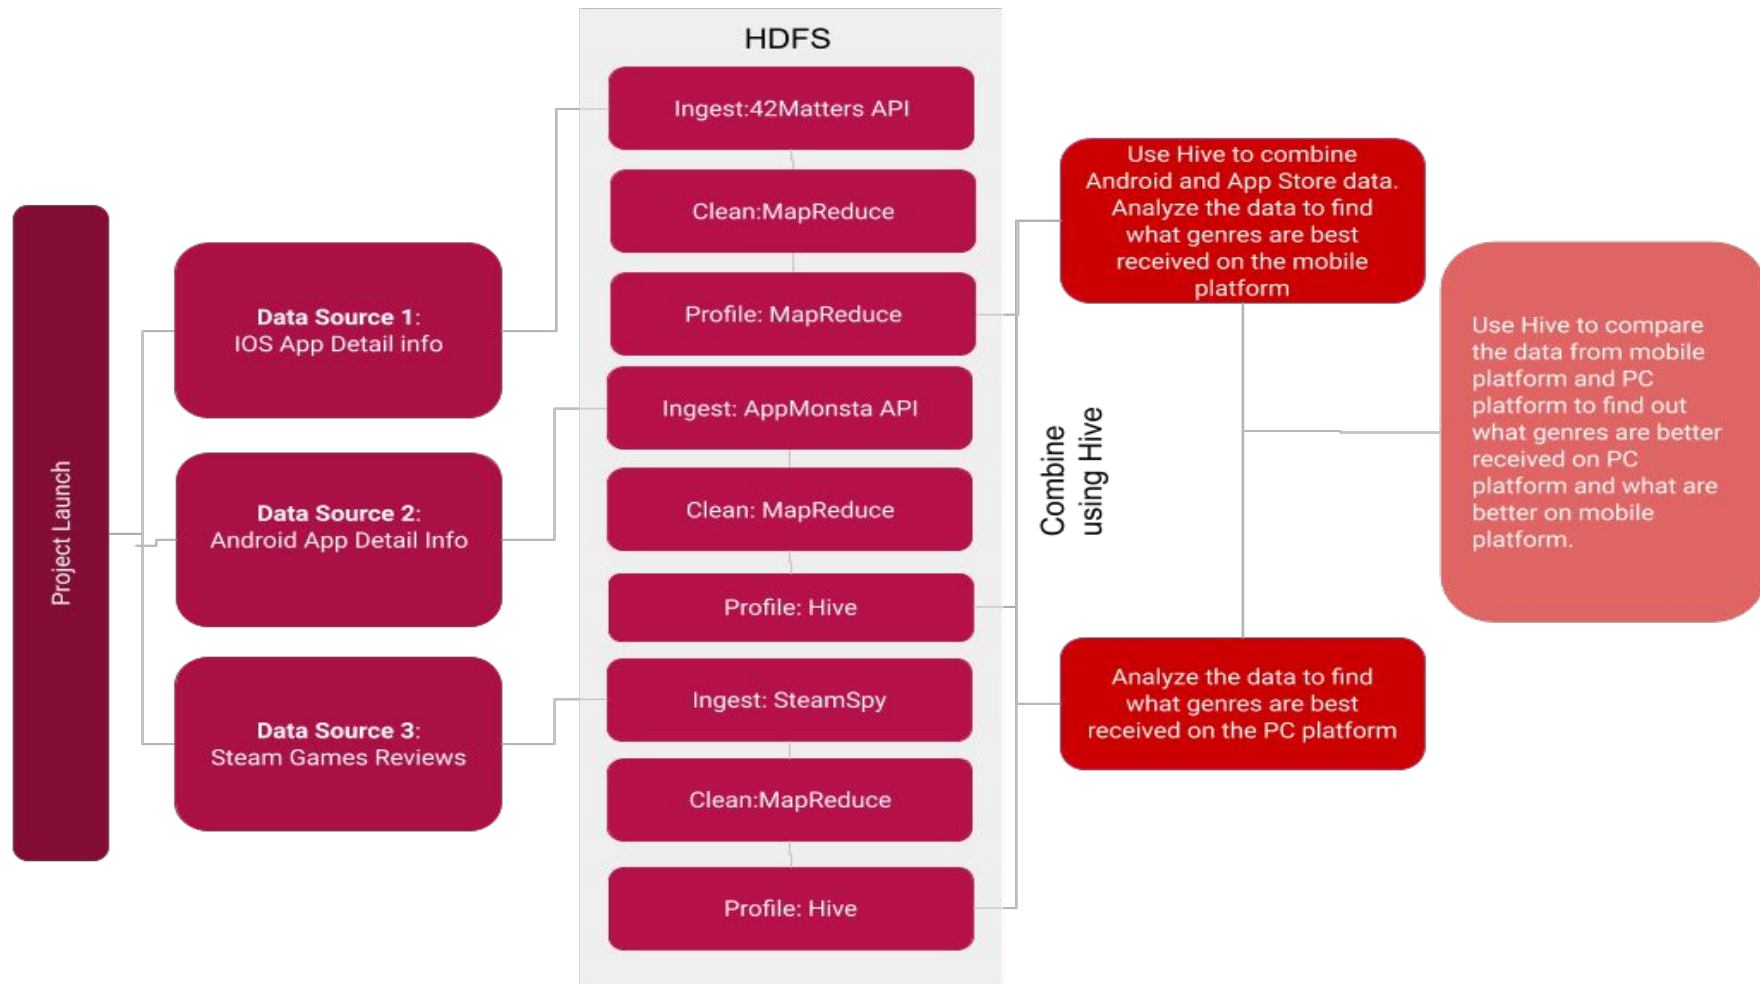 HDFS
Project Launch
Data Source 1:
IOS App Detail info
Data Source 2:
Android App Detail Info
Data Source 3:
Steam Games Reviews
Ingest:42Matters API
Clean:MapReduce
Profile: MapReduce
Ingest: AppMonsta API
Clean: MapReduce
Profile: Hive
Ingest: SteamSpy
Clean:MapReduce
Profile: Hive
Combine
using Hive
Use Hive to combine
Android and App Store data.
Analyze the data to find
what genres are best
received on the mobile
platform
Analyze the data to find
what genres are best
received on the PC platform
Use Hive to compare
the data from mobile
platform and PC
platform to find out
what genres are better
received on PC
platform and what are
better on mobile
platform.